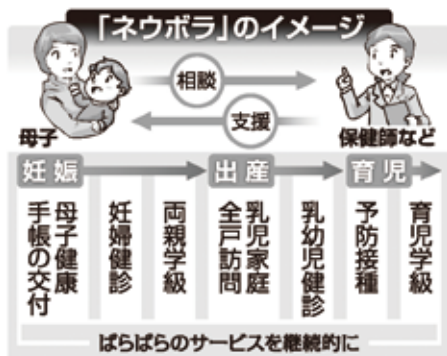 「ネウボラ」のイメージ
相談
支援
母子
保健師など
妊娠
出産
育児
母子健康
手帳の交付
妊婦健診
両親学級
乳児家庭
全戸訪問
乳幼児健診
予防接種
育児学級
ばらばらのサービスを継続的に